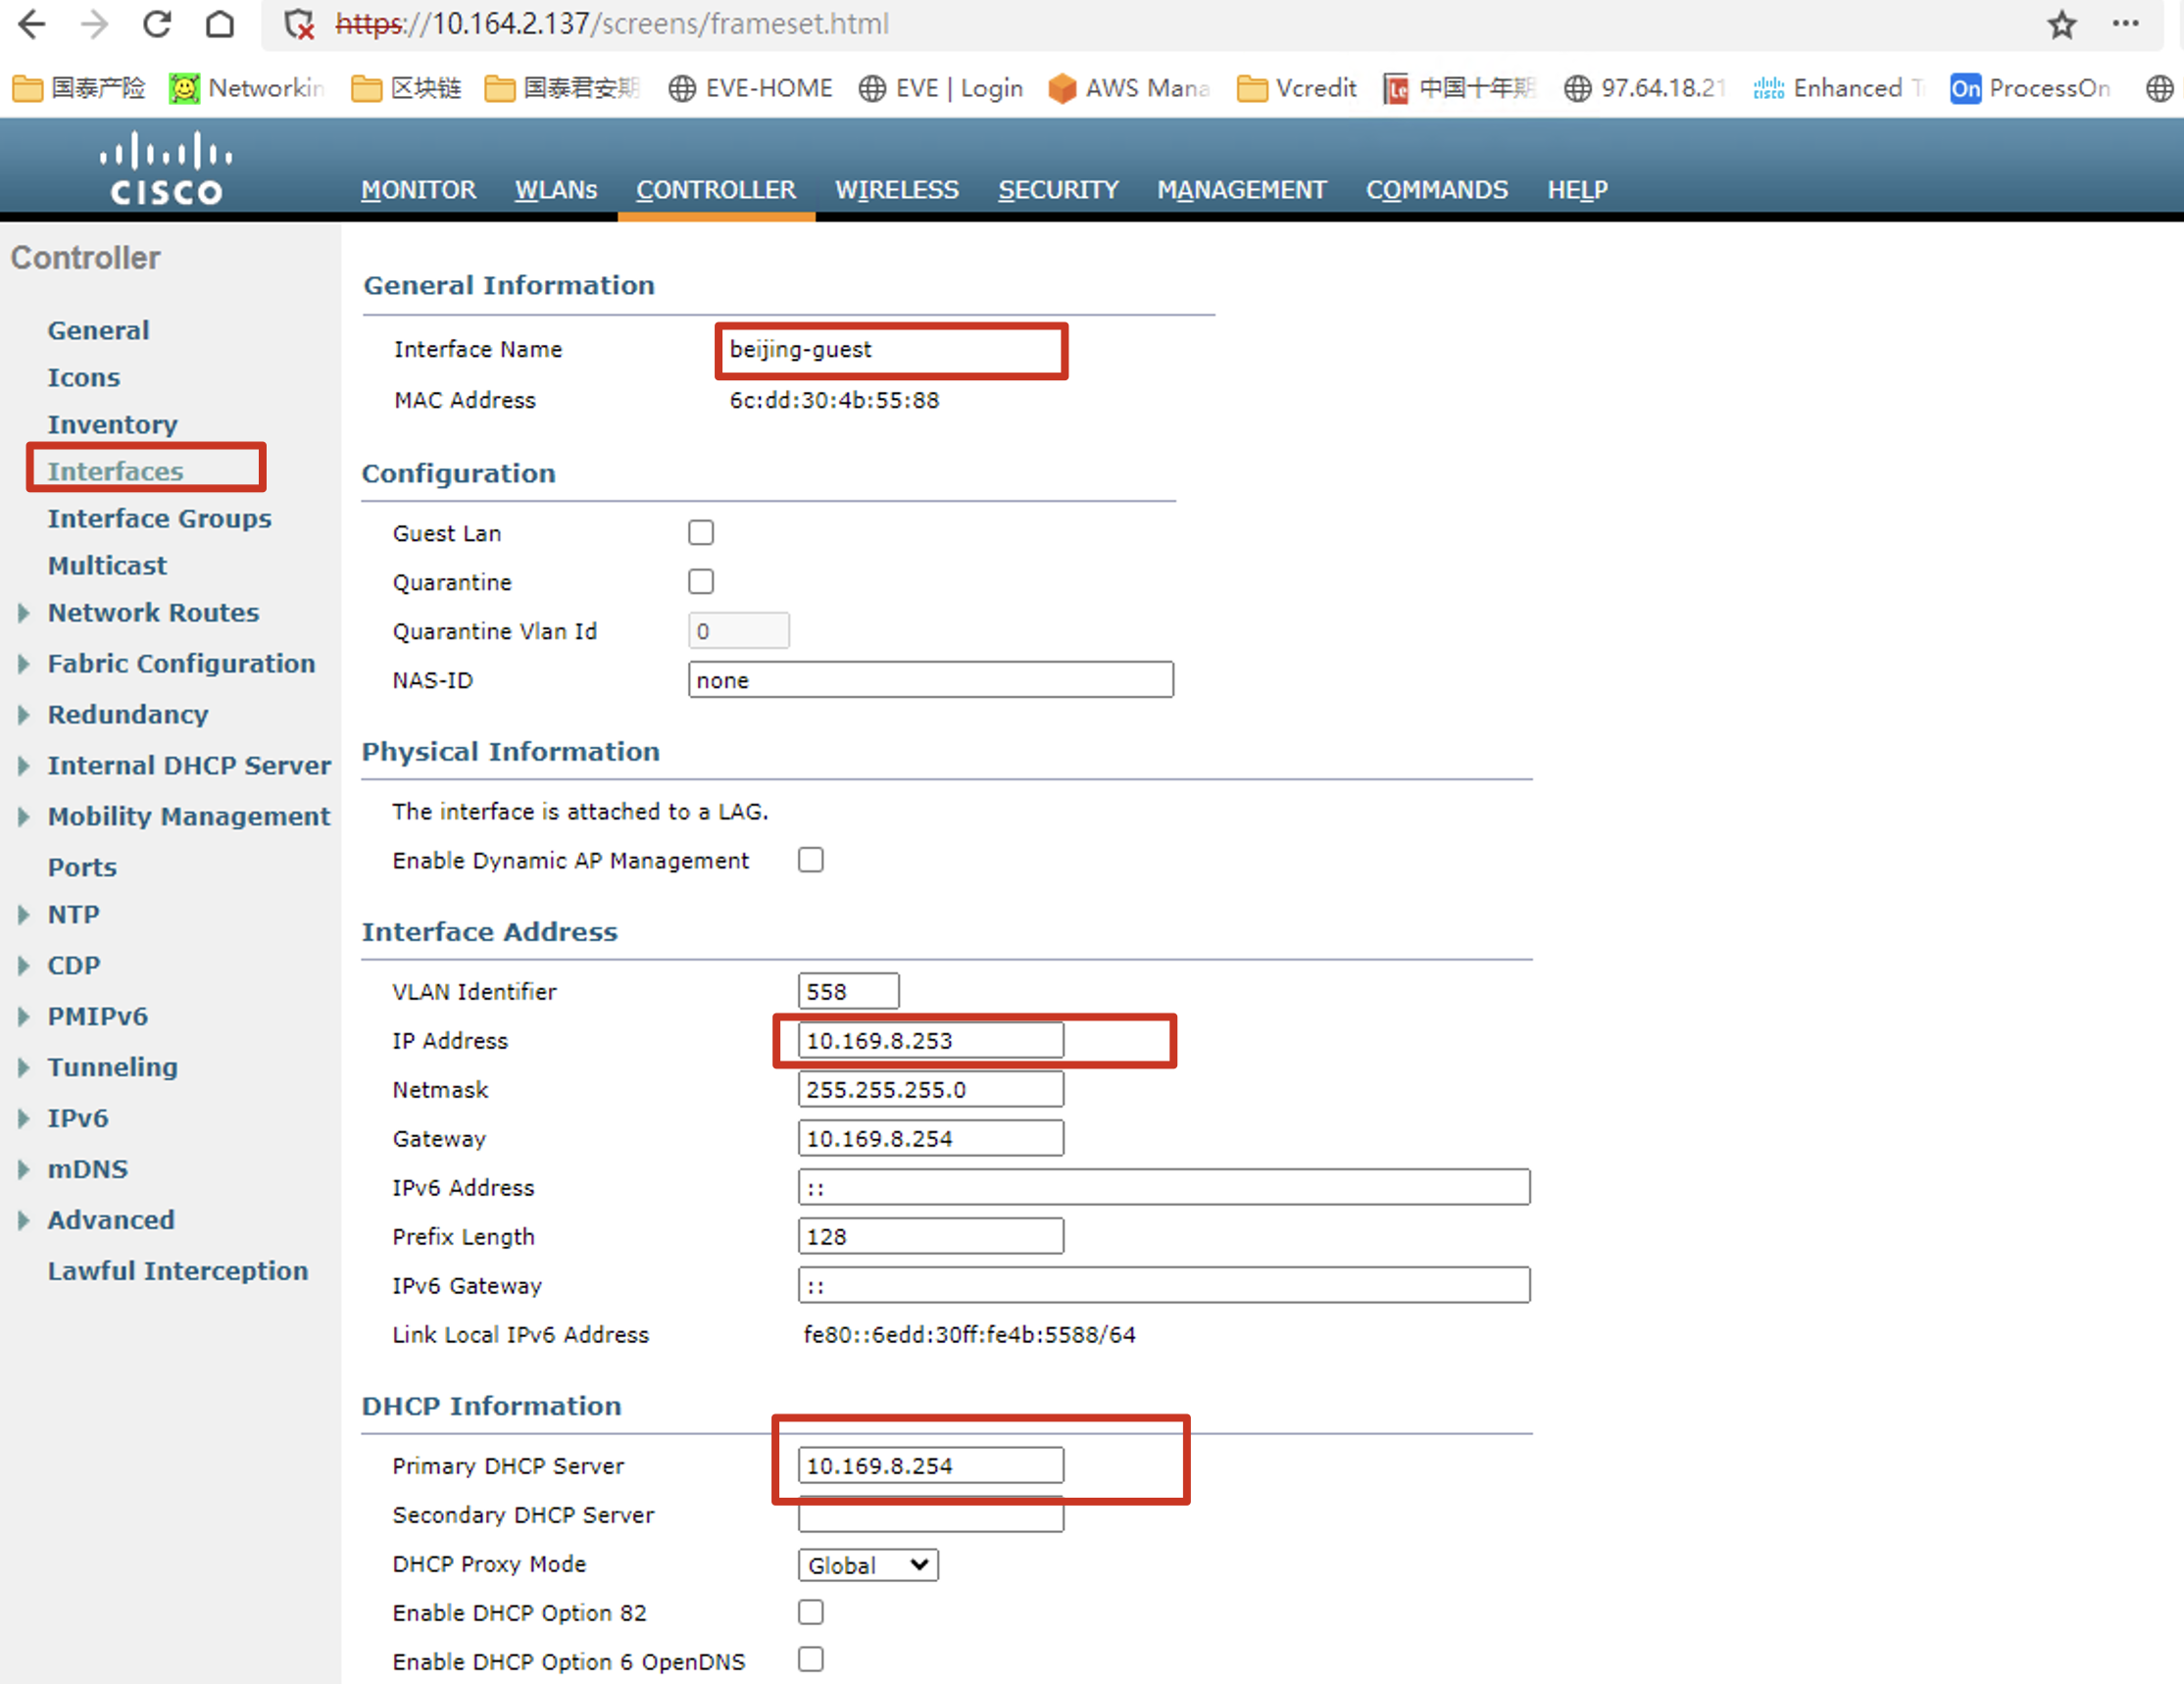 https://10.164.2.137/screens/frameset.html
国泰产险 Networkin 区块链 国泰君安期 EVE-HOME EVE | Login AWS Mana Vcredit 中国十年期 97.64.18.21 Enhanced T ProcessOn
CISCO
MONITOR WLANs CONTROLLER WIRELESS SECURITY MANAGEMENT COMMANDS HELP
Controller
General
Icons
Inventory
Interfaces
Interface Groups
Multicast
Network Routes
Fabric Configuration
Redundancy
Internal DHCP Server
Mobility Management
Ports
NTP
CDP
PMIPv6
Tunneling
IPv6
mDNS
Advanced
Lawful Interception
General Information
Interface Name beijing-guest
MAC Address 6c:dd:30:4b:55:88
Configuration
Guest Lan
Quarantine
Quarantine Vlan Id 0
NAS-ID none
Physical Information
The interface is attached to a LAG.
Enable Dynamic AP Management
Interface Address
VLAN Identifier 558
IP Address 10.169.8.253
Netmask 255.255.255.0
Gateway 10.169.8.254
IPv6 Address ::
Prefix Length 128
IPv6 Gateway ::
Link Local IPv6 Address fe80::6edd:30ff:fe4b:5588/64
DHCP Information
Primary DHCP Server 10.169.8.254
Secondary DHCP Server
DHCP Proxy Mode Global
Enable DHCP Option 82
Enable DHCP Option 6 OpenDNS